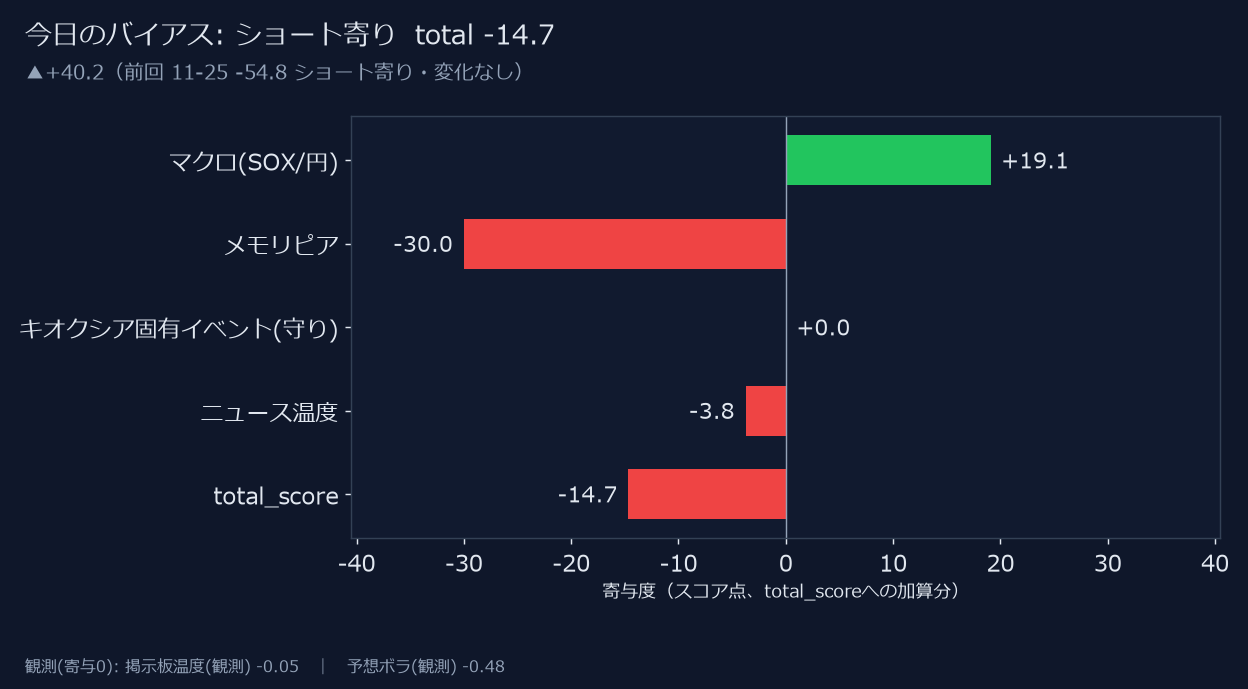 今日のバイアス: ショート寄り  total -14.7
▲+40.2（前回 11-25 -54.8 ショート寄り・変化なし）
マクロ(SOX/円)
+19.1
メモリピア
-30.0
キオクシア固有イベント(守り)
+0.0
ニュース温度
-3.8
total_score
-14.7
-40 -30 -20 -10 0 10 20 30 40
寄与度（スコア点、total_scoreへの加算分）
観測(寄与0): 掲示板温度(観測) -0.05 ｜ 予想ボラ(観測) -0.48